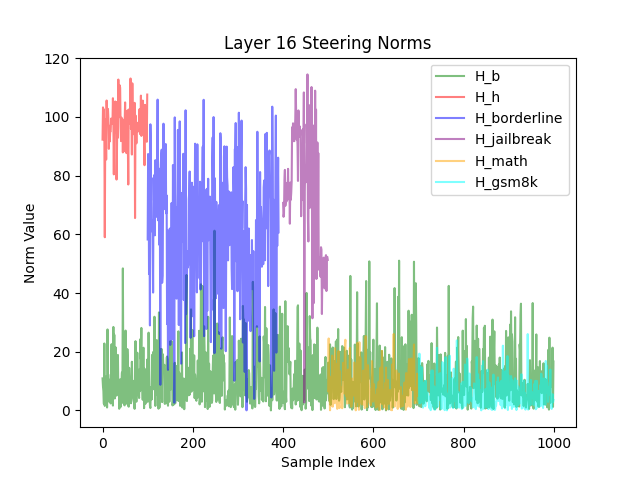 Layer 16 Steering Norms
120
100
80
60
40
20
0
Norm Value
0
200
400
600
800
1000
Sample Index
H_b
H_h
H_borderline
H_jailbreak
H_math
H_gsm8k